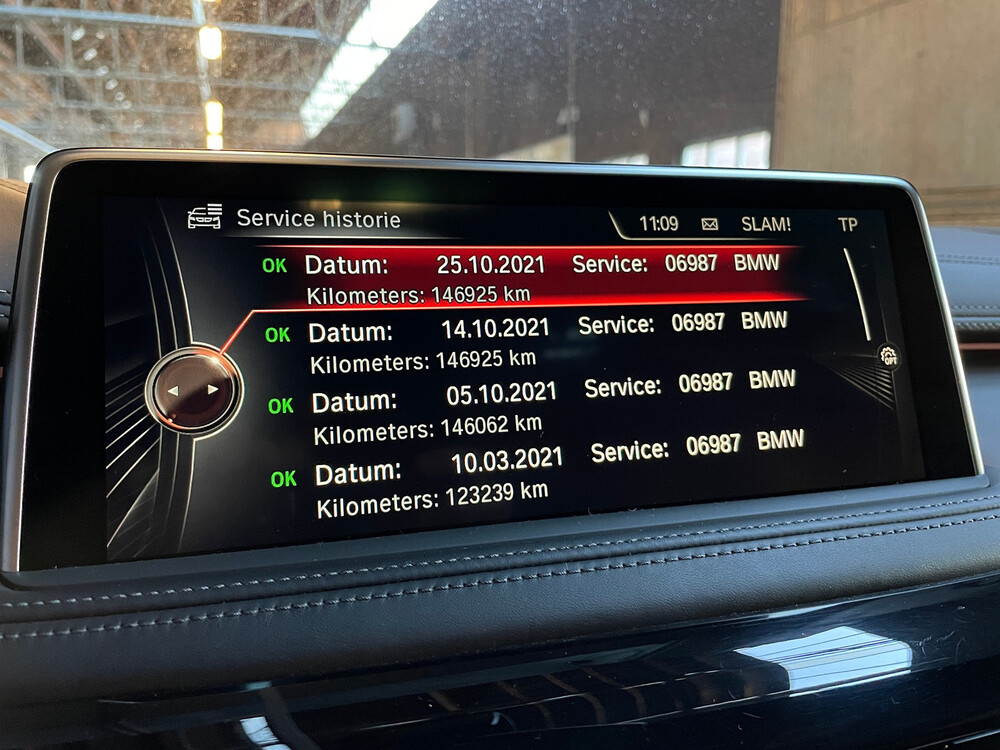 Service historie
11:09 SLAM! TP
OK Datum: 25.10.2021 Service: 06987 BMW
Kilometers: 146925 km
OK Datum: 14.10.2021 Service: 06987 BMW
Kilometers: 146925 km
OK Datum: 05.10.2021 Service: 06987 BMW
Kilometers: 146062 km
OK Datum: 10.03.2021 Service: 06987 BMW
Kilometers: 123239 km
OPT